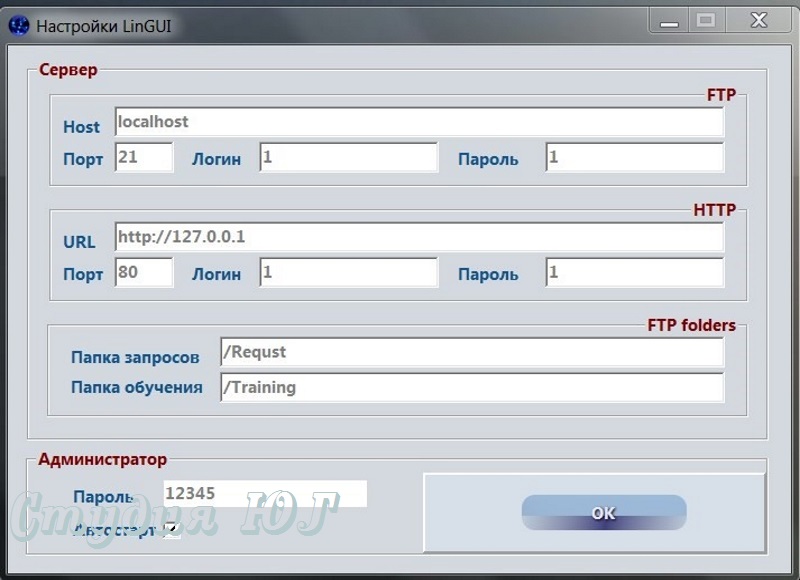 Настройки LinGUI
Сервер
FTP
Host localhost
Порт 21 Логин 1 Пароль 1
HTTP
URL http://127.0.0.1
Порт 80 Логин 1 Пароль 1
FTP folders
Папка запросов /Requst
Папка обучения /Training
Администратор
Пароль 12345
Студия ЮГ
Автостарт
OK